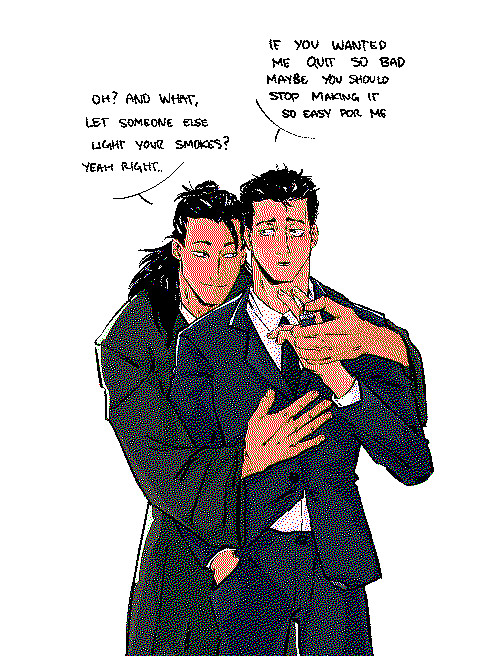 IF YOU WANTED
ME QUIT SO BAD
MAYBE YOU SHOULD
STOP MAKING IT
SO EASY FOR ME
OH? AND WHAT,
LET SOMEONE ELSE
LIGHT YOUR SMOKES?
YEAH RIGHT..